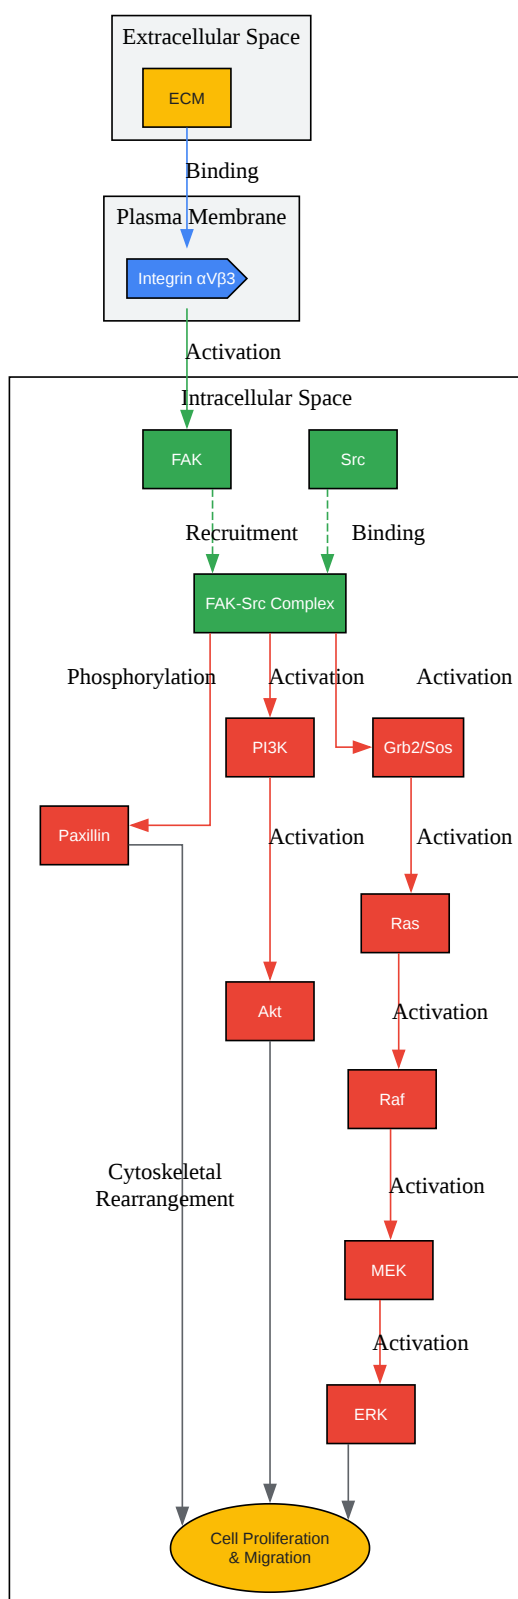 Extracellular Space
ECM
Binding
Plasma Membrane
Integrin αVβ3
Activation
Intracellular Space
FAK
Src
Recruitment
Binding
FAK-Src Complex
Phosphorylation
Activation
Activation
PI3K
Grb2/Sos
Paxillin
Activation
Activation
Ras
Akt
Activation
Raf
Cytoskeletal
Rearrangement
Activation
MEK
Activation
ERK
Cell Proliferation
& Migration